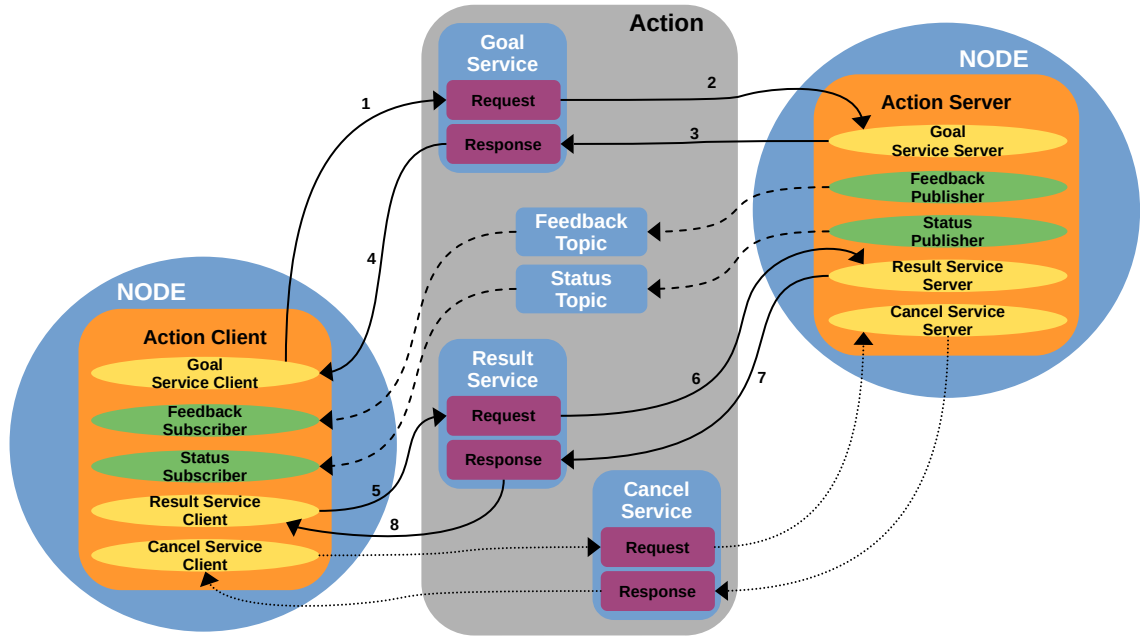 Action
Goal
Service
Request
Response
1
2
3
4
NODE
Action Server
Goal
Service Server
Feedback
Publisher
Status
Publisher
Result Service
Server
Cancel Service
Server
Feedback
Topic
Status
Topic
NODE
Action Client
Goal
Service Client
Feedback
Subscriber
Status
Subscriber
Result Service
Client
Cancel Service
Client
Result
Service
Request
Response
5
6
7
8
Cancel
Service
Request
Response